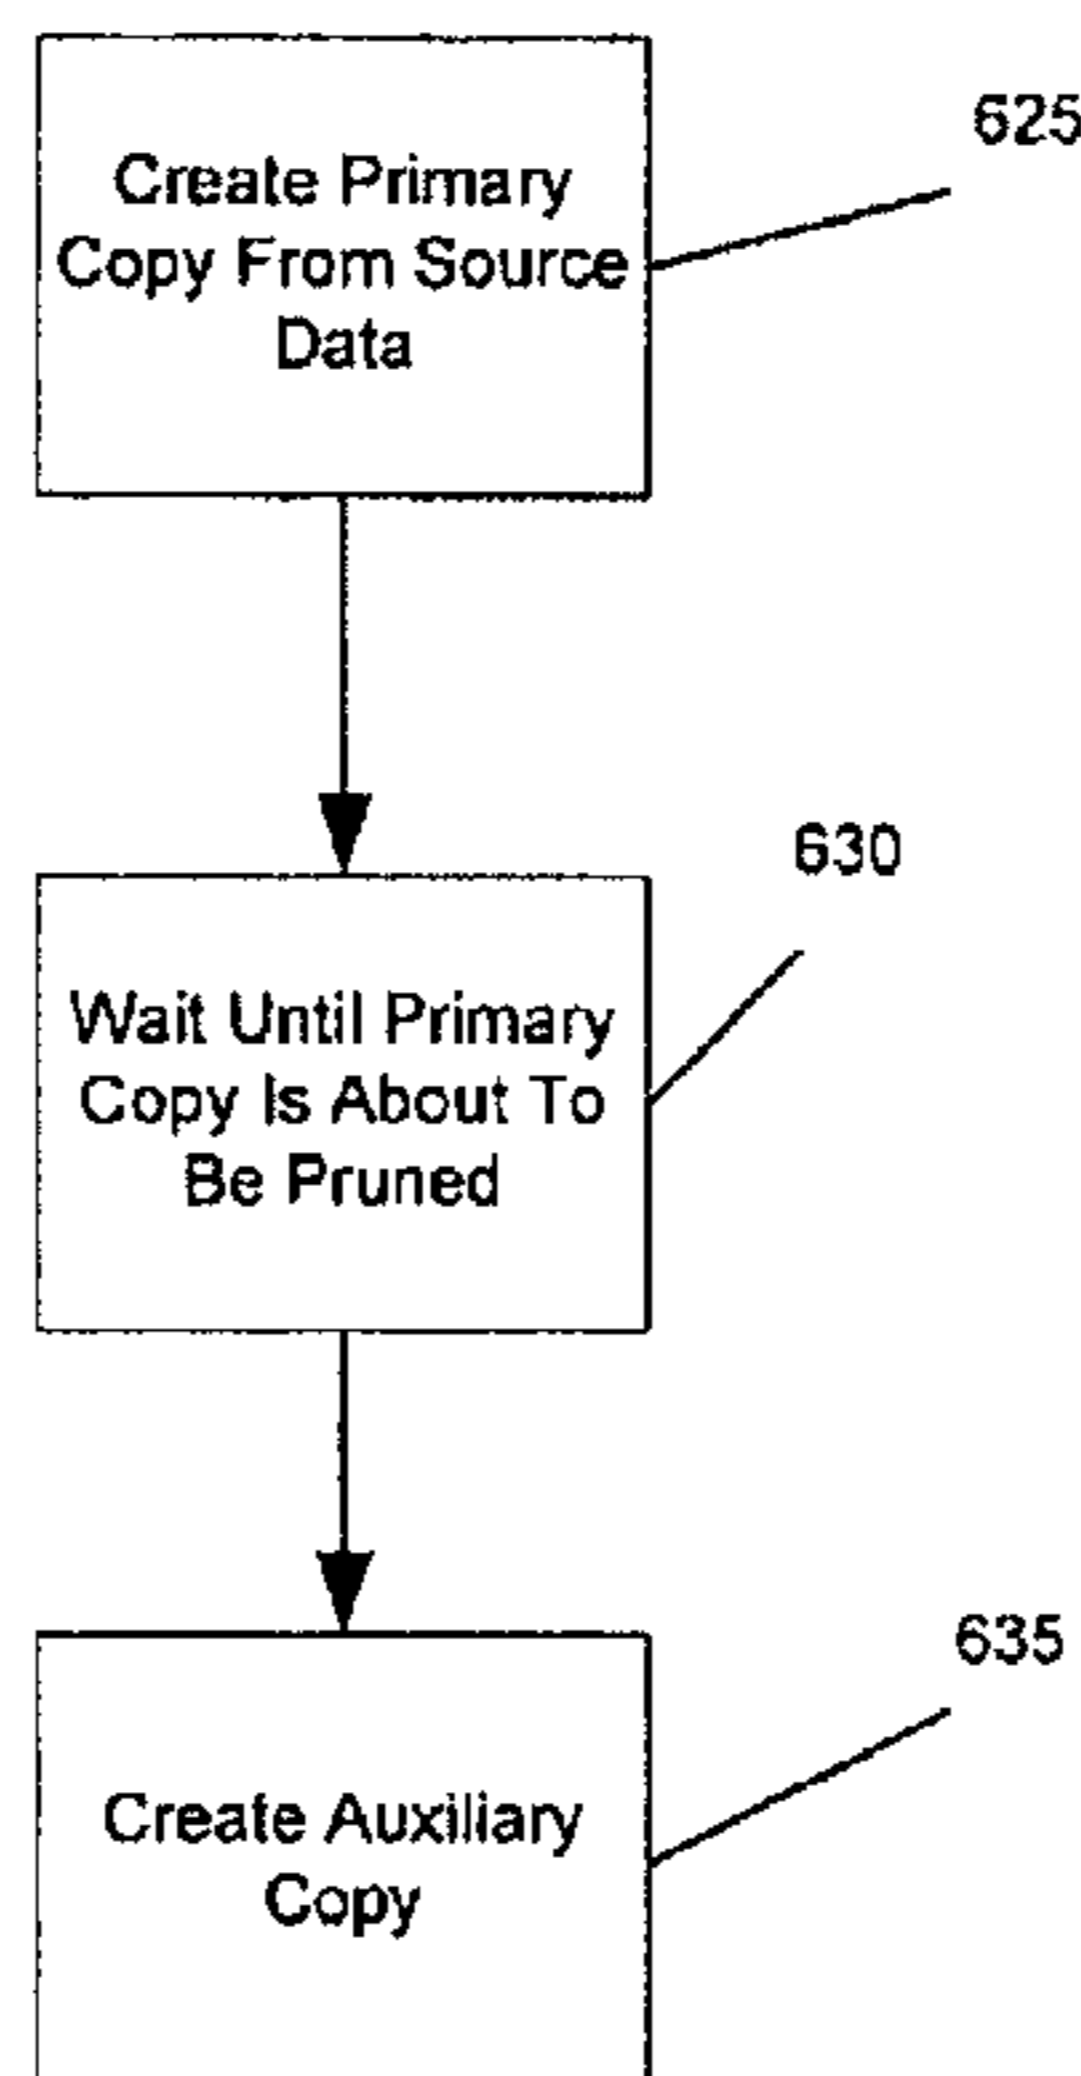 625
Create Primary
Copy From Source
Data
630
Wait Until Primary
Copy Is About To
Be Pruned
635
Create Auxiliary
Copy